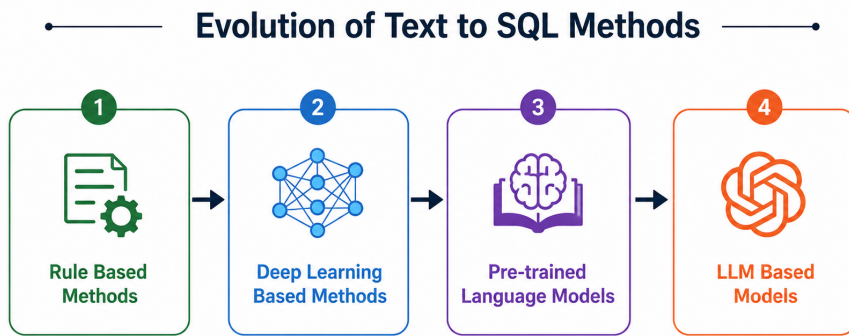 Evolution of Text to SQL Methods
1
2
3
4
Rule Based
Methods
Deep Learning
Based Methods
Pre-trained
Language Models
LLM Based
Models